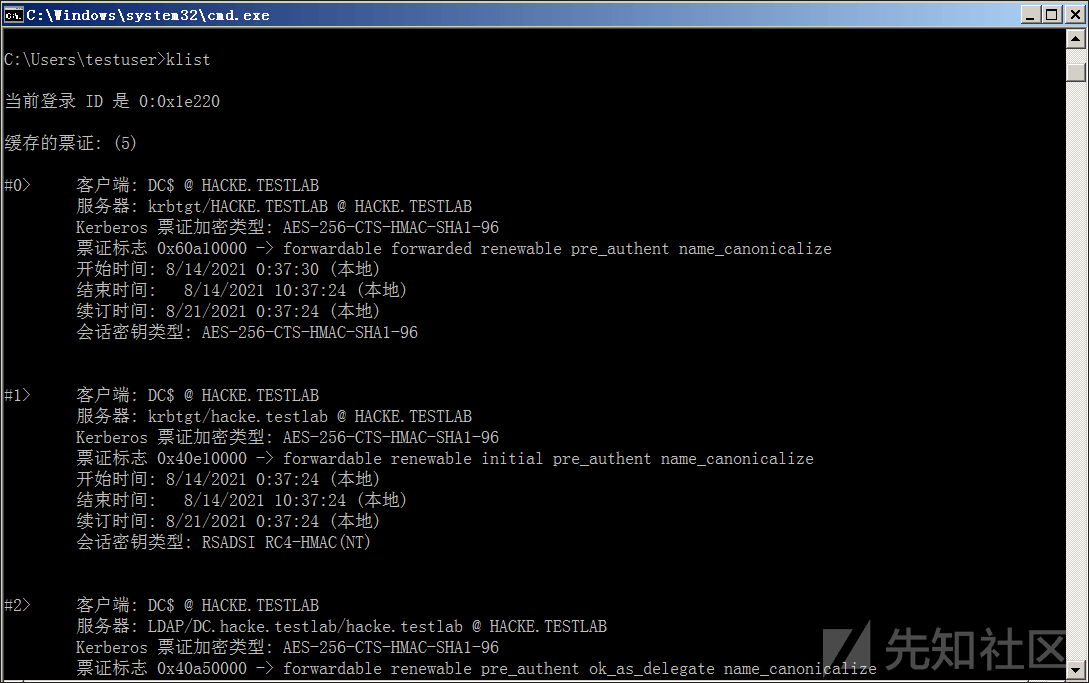 C:\Windows\system32\cmd.exe
C:\Users\testuser>klist
当前登录 ID 是 0:0x1e220
缓存的票证: (5)
#0>     客户端: DC$ @ HACKE.TESTLAB
        服务器: krbtgt/HACKE.TESTLAB @ HACKE.TESTLAB
        Kerberos 票证加密类型: AES-256-CTS-HMAC-SHA1-96
        票证标志 0x60a10000 -> forwardable forwarded renewable pre_authent name_canonicalize
        开始时间: 8/14/2021 0:37:30 (本地)
        结束时间:   8/14/2021 10:37:24 (本地)
        续订时间: 8/21/2021 0:37:24 (本地)
        会话密钥类型: AES-256-CTS-HMAC-SHA1-96
#1>     客户端: DC$ @ HACKE.TESTLAB
        服务器: krbtgt/hacke.testlab @ HACKE.TESTLAB
        Kerberos 票证加密类型: AES-256-CTS-HMAC-SHA1-96
        票证标志 0x40e10000 -> forwardable renewable initial pre_authent name_canonicalize
        开始时间: 8/14/2021 0:37:24 (本地)
        结束时间:   8/14/2021 10:37:24 (本地)
        续订时间: 8/21/2021 0:37:24 (本地)
        会话密钥类型: RSADSI RC4-HMAC(NT)
#2>     客户端: DC$ @ HACKE.TESTLAB
        服务器: LDAP/DC.hacke.testlab/hacke.testlab @ HACKE.TESTLAB
        Kerberos 票证加密类型: AES-256-CTS-HMAC-SHA1-96
        票证标志 0x40a50000 -> forwardable renewable pre_authent ok_as_delegate name_canonicalize
先知社区